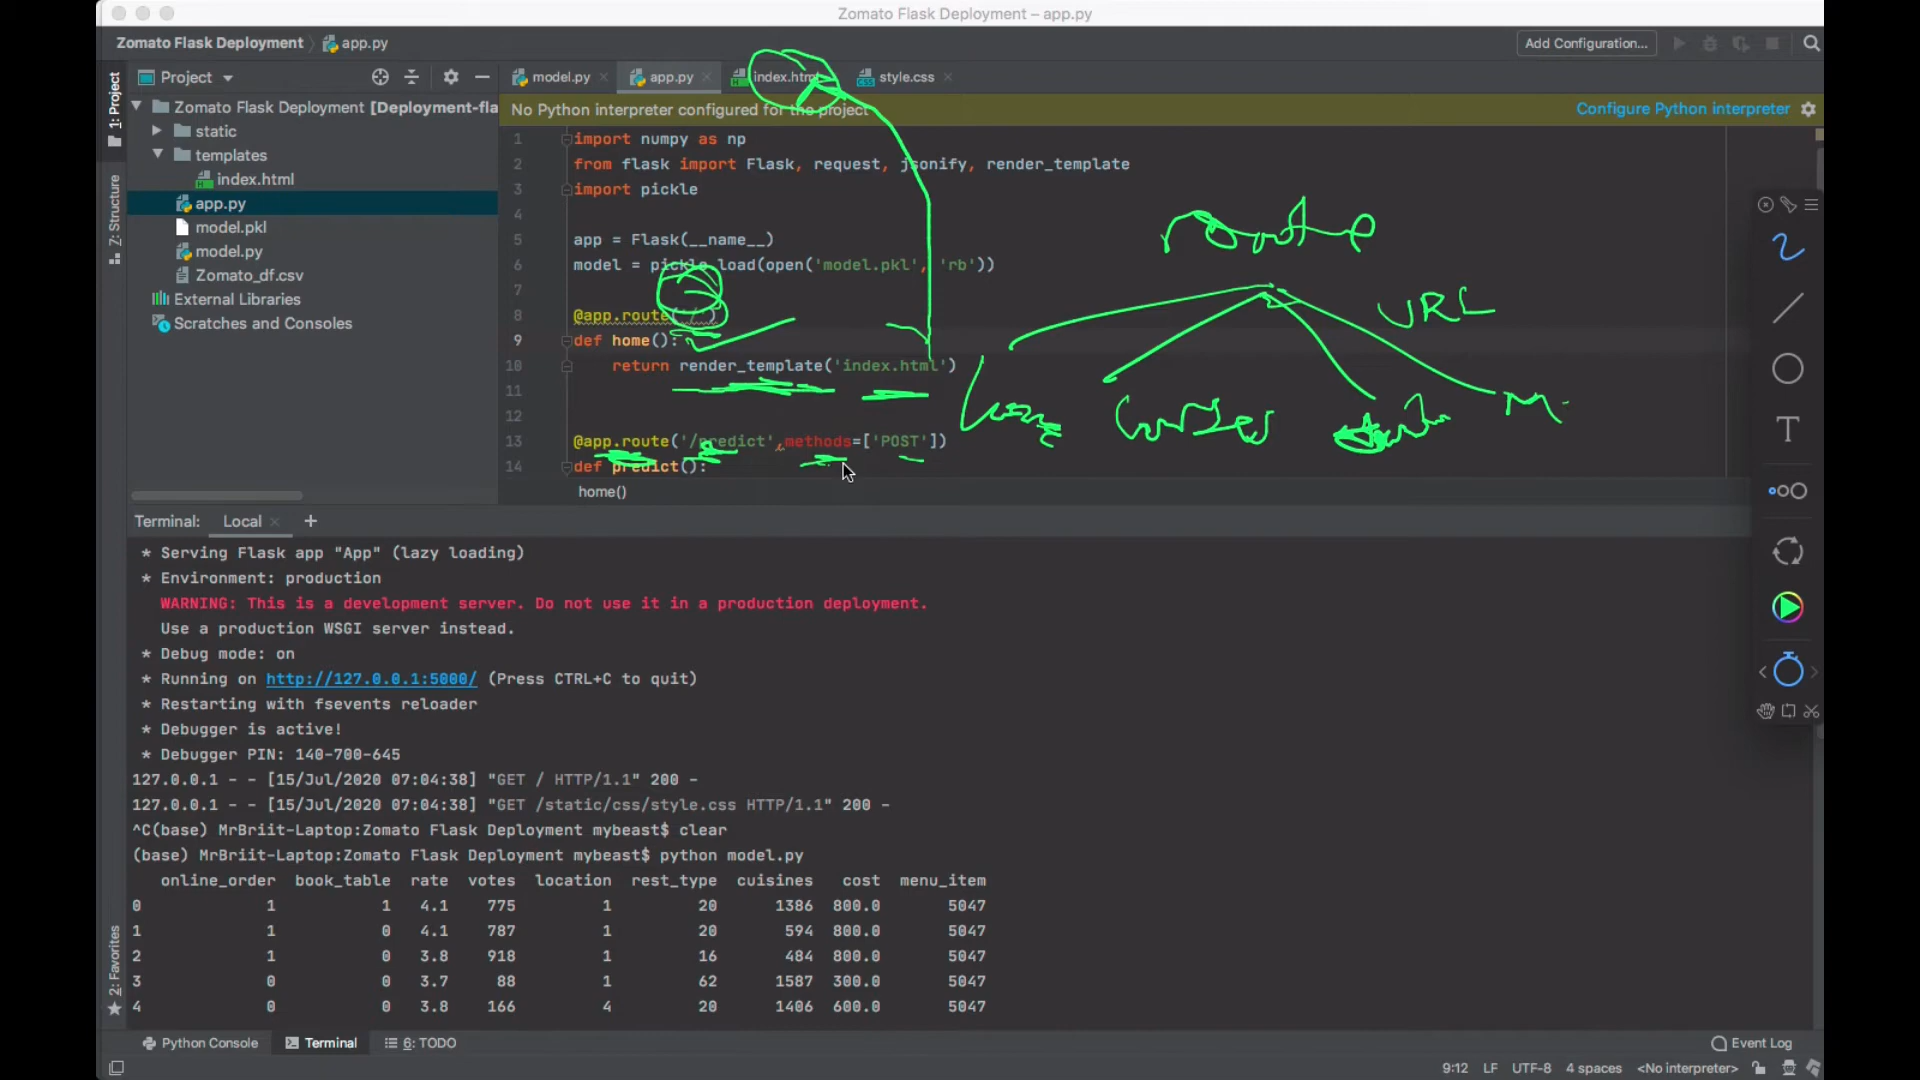 Zomato Flask Deployment – app.py
Zomato Flask Deployment app.py
Add Configuration...
Project
model.py
app.py
index.html
style.css
1: Project
Zomato Flask Deployment [Deployment-fla
No Python interpreter configured for the project
Configure Python interpreter
static
templates
index.html
app.py
model.pkl
model.py
Zomato_df.csv
External Libraries
Scratches and Consoles
Z: Structure
1 import numpy as np
2 from flask import Flask, request, jsonify, render_template
3 import pickle
4
5 app = Flask(__name__)
6 model = pickle.load(open('model.pkl', 'rb'))
7
8 @app.route('/')
9 def home():
10 return render_template('index.html')
11
12
13 @app.route('/predict',methods=['POST'])
14 def predict():
home()
route
URL
T
Terminal: Local +
* Serving Flask app "App" (lazy loading)
* Environment: production
WARNING: This is a development server. Do not use it in a production deployment.
Use a production WSGI server instead.
* Debug mode: on
* Running on http://127.0.0.1:5000/ (Press CTRL+C to quit)
* Restarting with fsevents reloader
* Debugger is active!
* Debugger PIN: 140-700-645
127.0.0.1 - - [15/Jul/2020 07:04:38] "GET / HTTP/1.1" 200 -
127.0.0.1 - - [15/Jul/2020 07:04:38] "GET /static/css/style.css HTTP/1.1" 200 -
^C(base) MrBriit-Laptop:Zomato Flask Deployment mybeast$ clear
(base) MrBriit-Laptop:Zomato Flask Deployment mybeast$ python model.py
online_order book_table rate votes location rest_type cuisines cost menu_item
0 1 1 4.1 775 1 20 1386 800.0 5047
1 1 0 4.1 787 1 20 594 800.0 5047
2 1 0 3.8 918 1 16 484 800.0 5047
3 0 0 3.7 88 1 62 1587 300.0 5047
4 0 0 3.8 166 4 20 1406 600.0 5047
2: Favorites
Python Console
Terminal
6: TODO
Event Log
9:12 LF UTF-8 4 spaces <No interpreter>